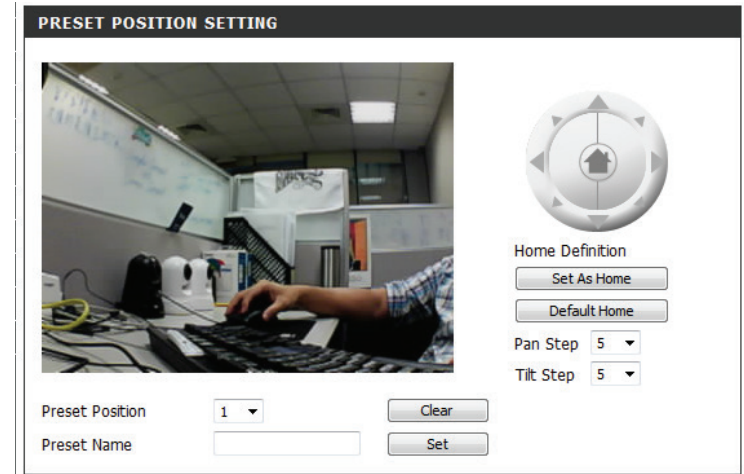 PRESET POSITION SETTING
Home Definition
Set As Home
Default Home
Pan Step 5
Tilt Step 5
Preset Position 1 Clear
Preset Name Set